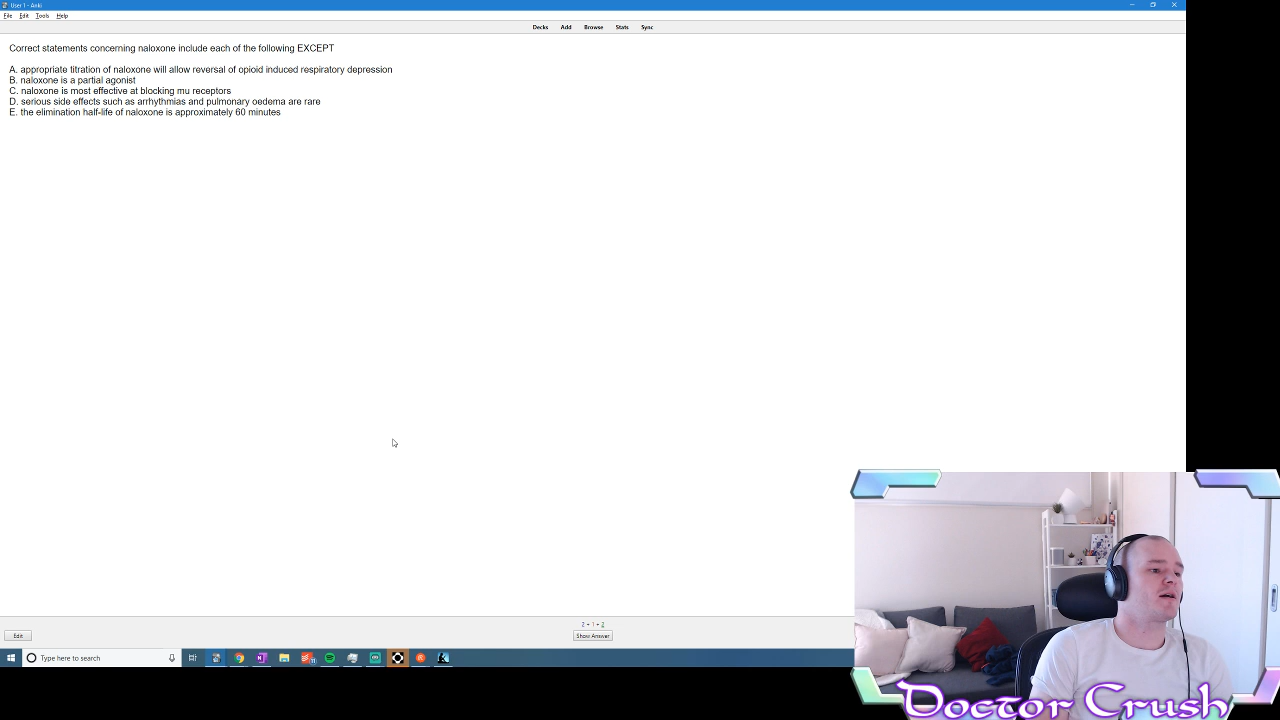 User 1 - Anki
File Edit Tools Help
Decks Add Browse Stats Sync
Correct statements concerning naloxone include each of the following EXCEPT
A. appropriate titration of naloxone will allow reversal of opioid induced respiratory depression
B. naloxone is a partial agonist
C. naloxone is most effective at blocking mu receptors
D. serious side effects such as arrhythmias and pulmonary oedema are rare
E. the elimination half-life of naloxone is approximately 60 minutes
2 + 1 + 2
Edit Show Answer
Type here to search
Doctor Crush